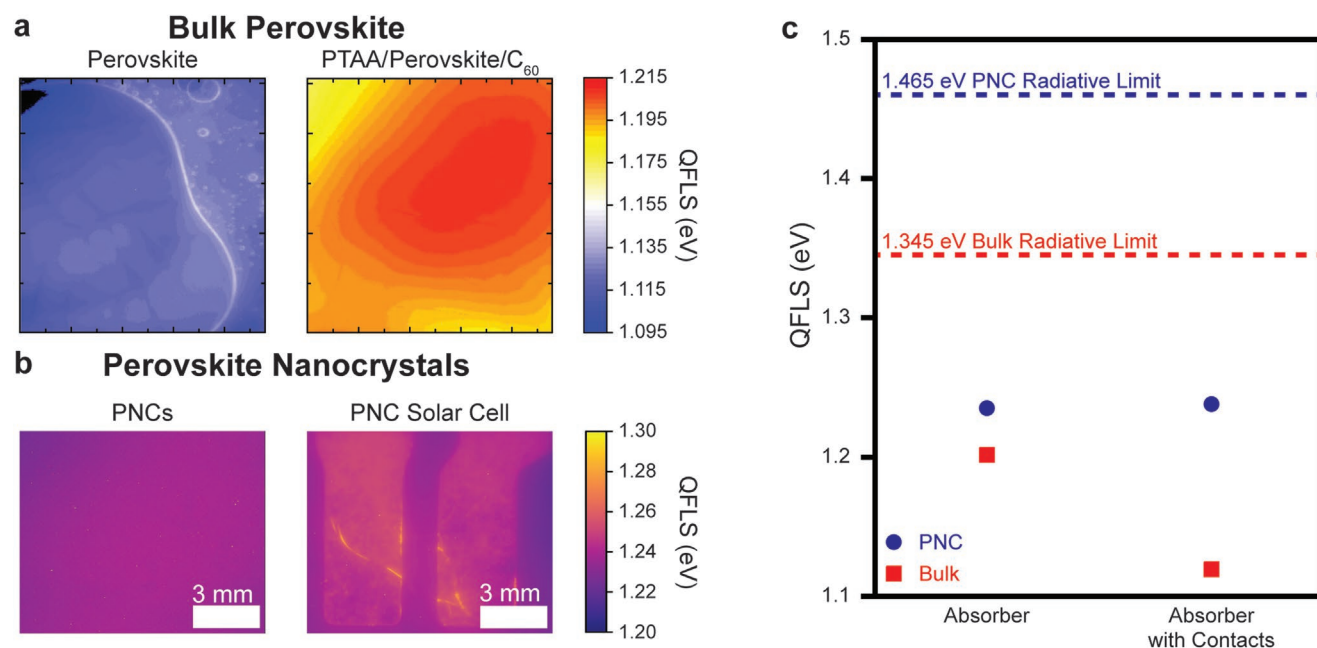 a
Bulk Perovskite
Perovskite
PTAA/Perovskite/C60
1.215
1.195
1.175
1.155
1.135
1.115
1.095
QFLS (eV)
b
Perovskite Nanocrystals
PNCs
PNC Solar Cell
3 mm
3 mm
1.30
1.28
1.26
1.24
1.22
1.20
QFLS (eV)
c
1.5
1.4
1.3
1.2
1.1
QFLS (eV)
1.465 eV PNC Radiative Limit
1.345 eV Bulk Radiative Limit
PNC
Bulk
Absorber
Absorber
with Contacts